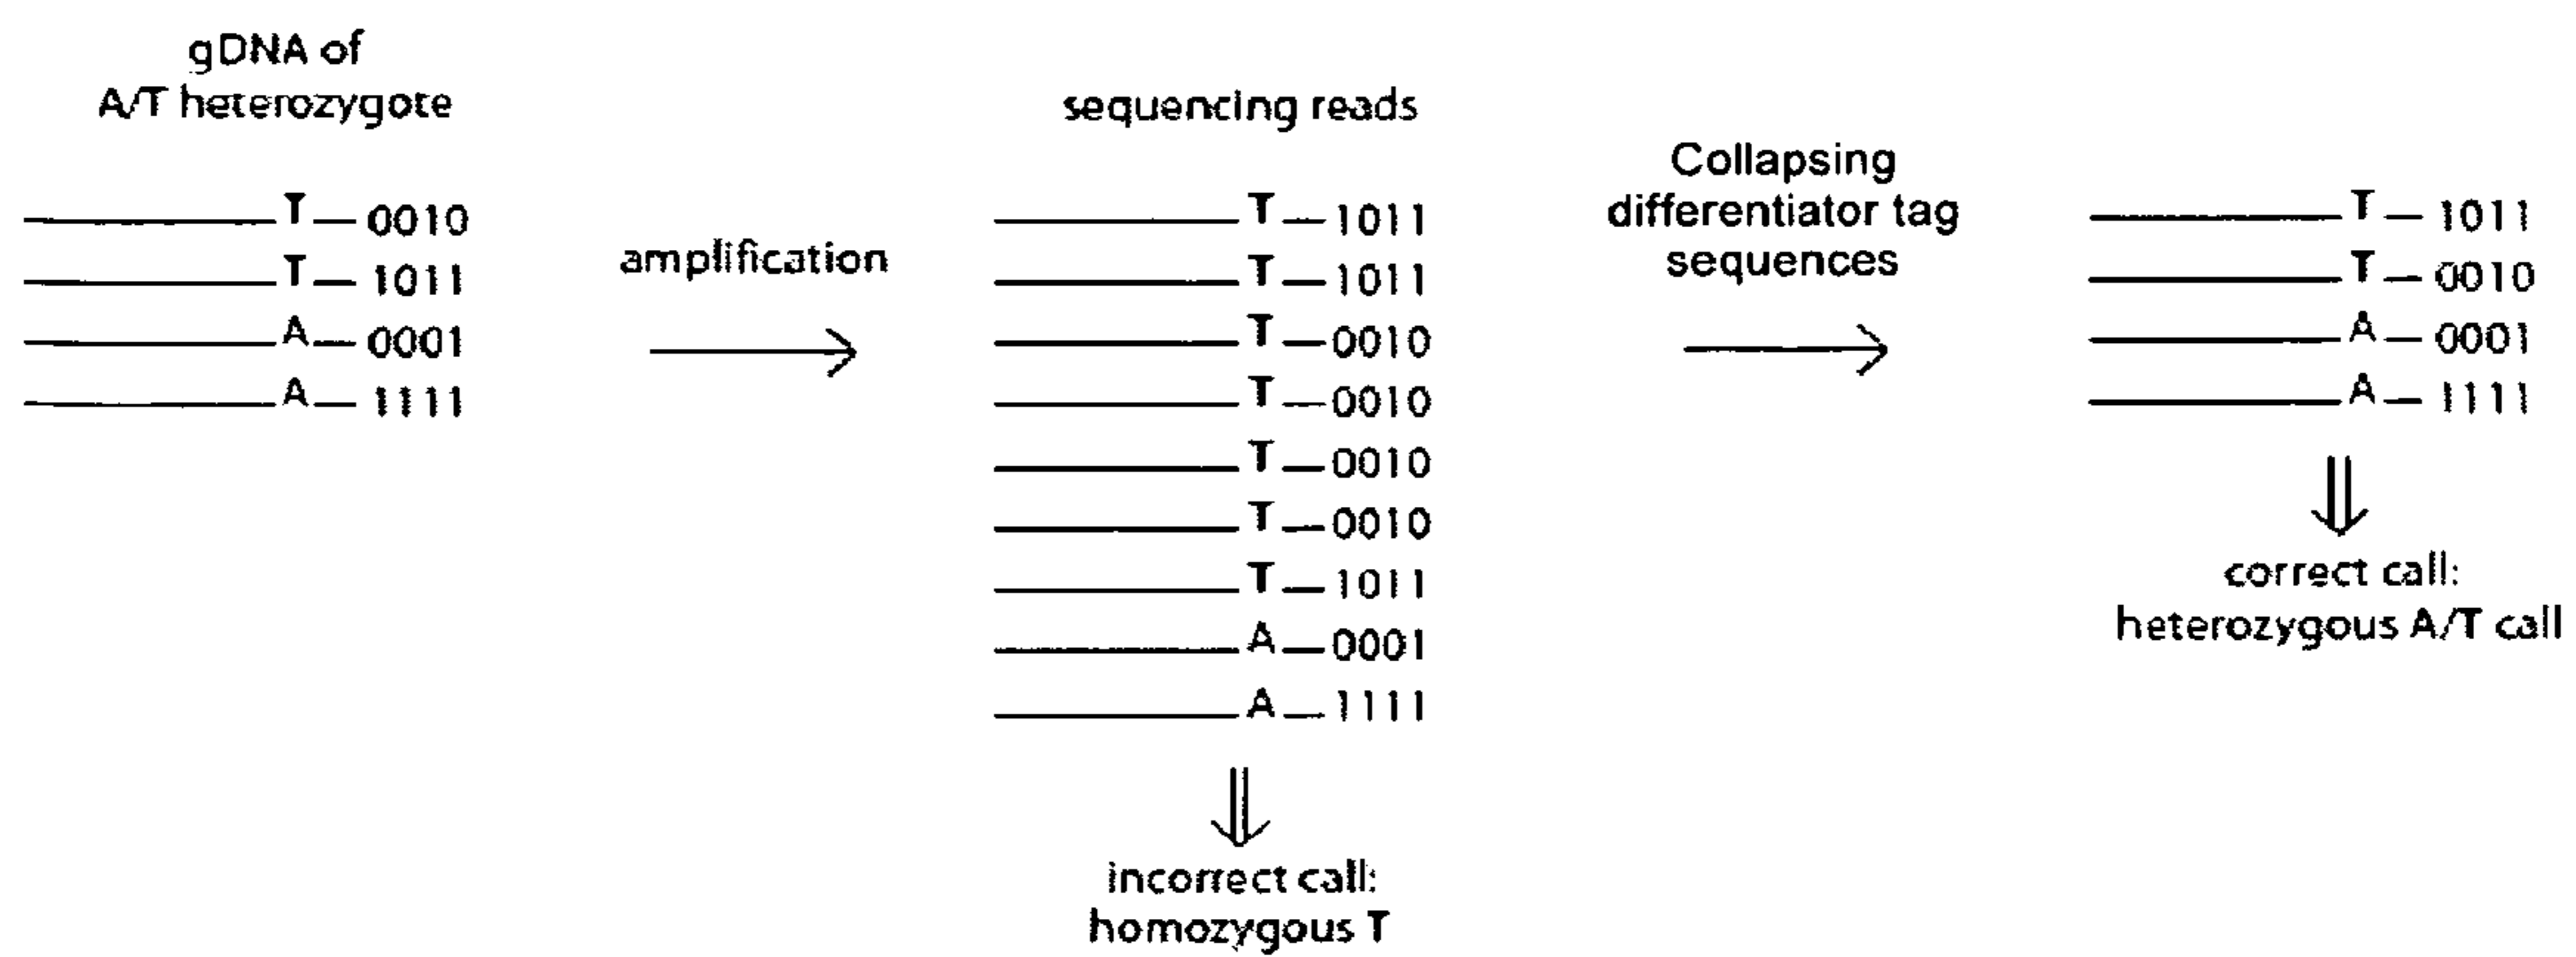 gDNA of
A/T heterozygote
T 0010
T 1011
A 0001
A 1111
amplification
sequencing reads
T 1011
T 1011
T 0010
T 0010
T 0010
T 0010
T 1011
A 0001
A 1111
incorrect call:
homozygous T
Collapsing
differentiator tag
sequences
T 1011
T 0010
A 0001
A 1111
correct call:
heterozygous A/T call